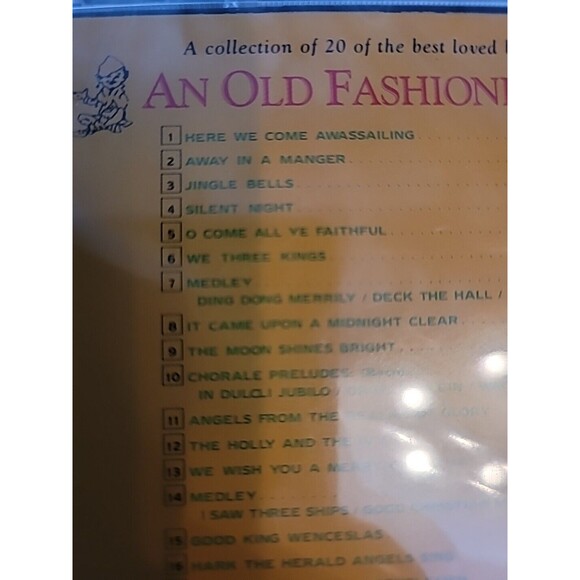 A collection of 20 of the best loved
AN OLD FASHION
1 HERE WE COME AWASSAILING
2 AWAY IN A MANGER
3 JINGLE BELLS
4 SILENT NIGHT
5 O COME ALL YE FAITHFUL
6 WE THREE KINGS
7 MEDLEY
DING DONG MERRILY / DECK THE HALL /
8 IT CAME UPON A MIDNIGHT CLEAR
9 THE MOON SHINES BRIGHT
10 CHORALE PRELUDES:
IN DULCLI JUBILO /
11 ANGELS FROM THE
12 THE HOLLY AND THE
13 WE WISH YOU A
14 MEDLEY
I SAW THREE SHIPS / GOOD
15 GOOD KING WENCESLAS
16 HARK THE HERALD ANGELS SING